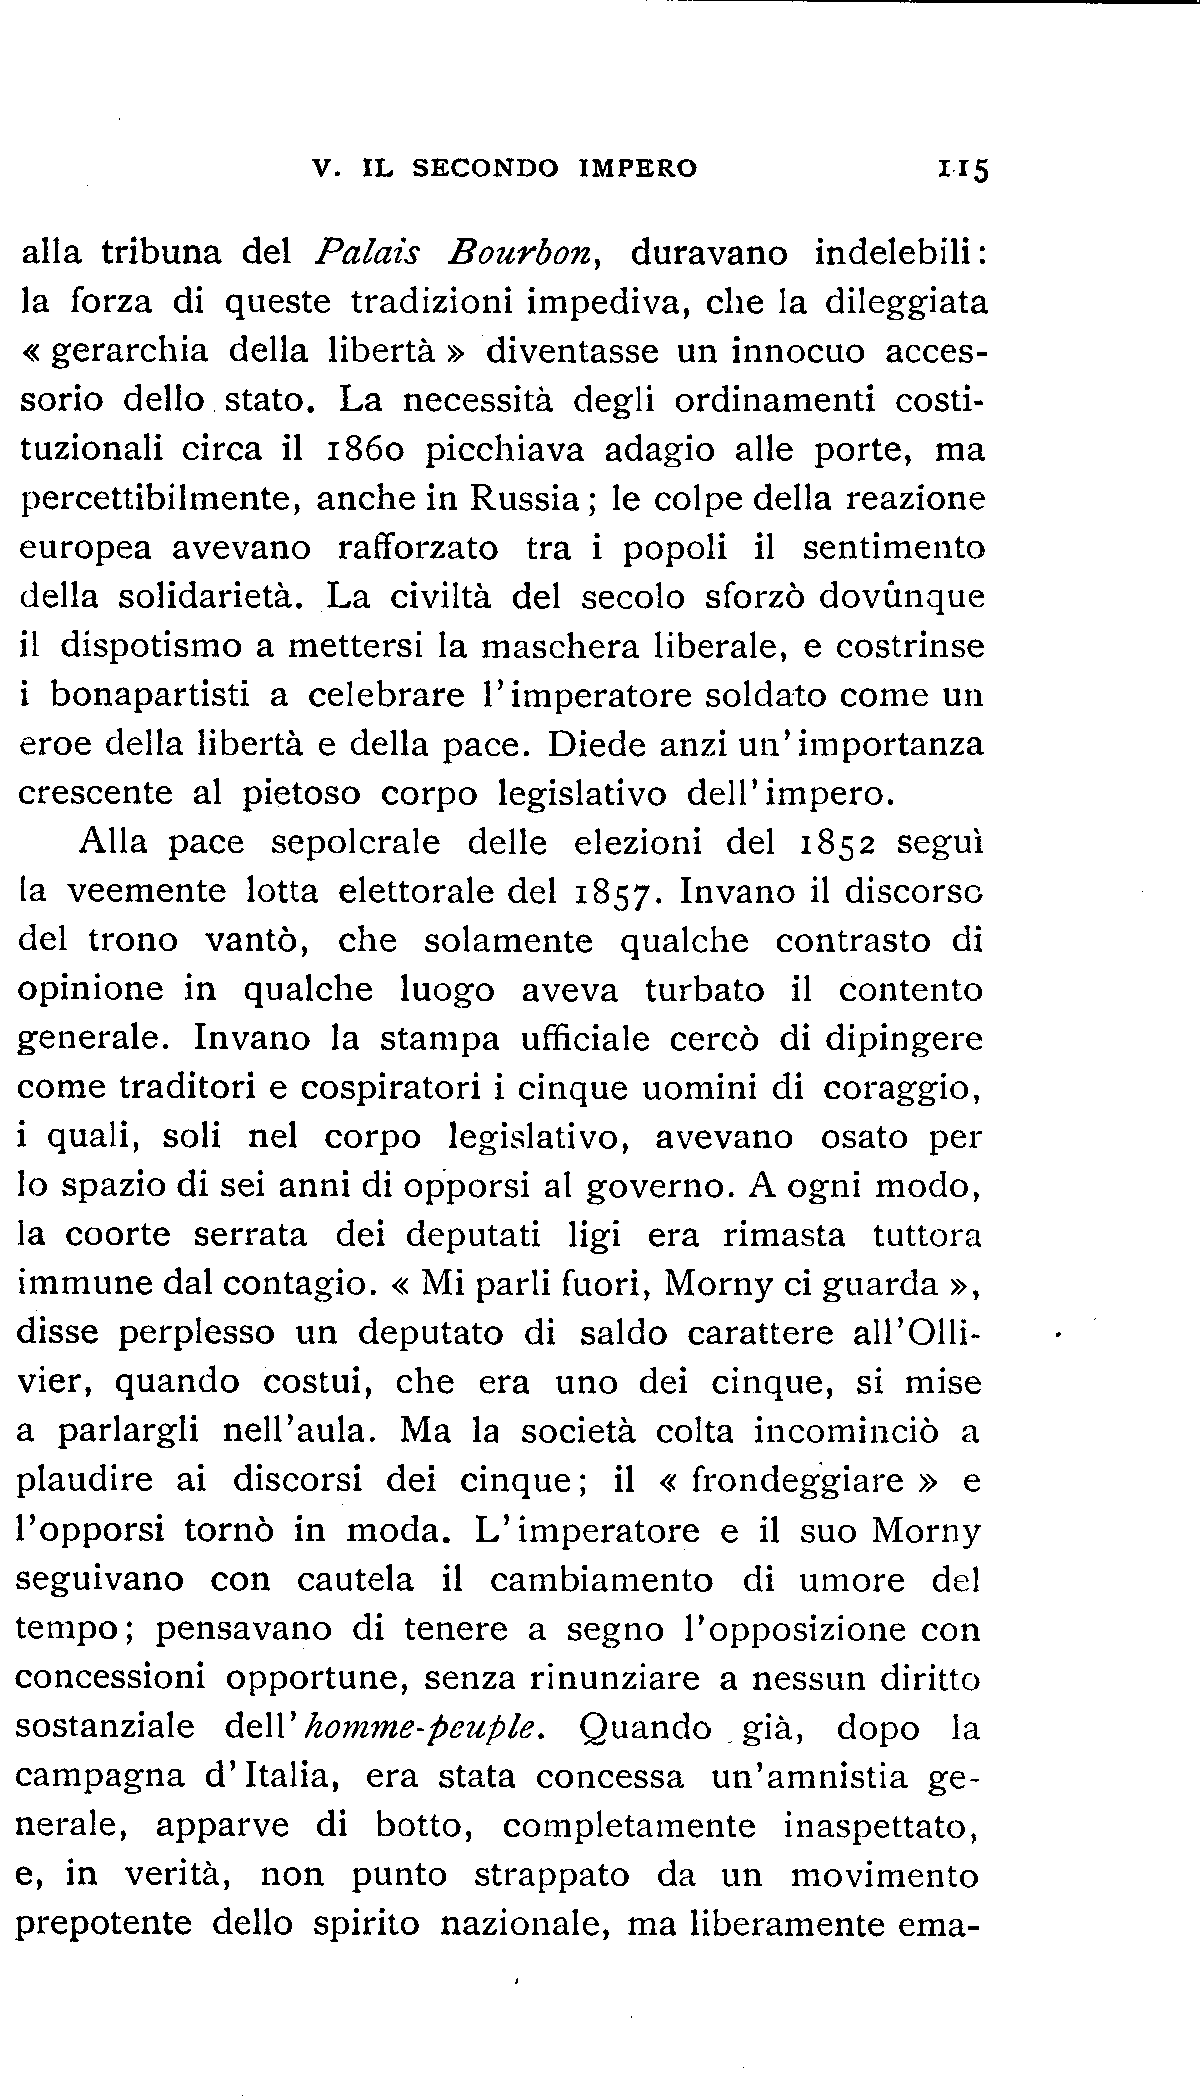 V. IL SECONDO IMPERO 115
alla tribuna del Palais Bourbon, duravano indelebili:
la forza di queste tradizioni impediva, che la dileggiata
« gerarchia della libertà » diventasse un innocuo acces-
sorio dello stato. La necessità degli ordinamenti costi-
tuzionali circa il 1860 picchiava adagio alle porte, ma
percettibilmente, anche in Russia; le colpe della reazione
europea avevano rafforzato tra i popoli il sentimento
della solidarietà. La civiltà del secolo sforzò dovùnque
il dispotismo a mettersi la maschera liberale, e costrinse
i bonapartisti a celebrare l'imperatore soldato come un
eroe della libertà e della pace. Diede anzi un'importanza
crescente al pietoso corpo legislativo dell'impero.
Alla pace sepolcrale delle elezioni del 1852 seguì
la veemente lotta elettorale del 1857. Invano il discorso
del trono vantò, che solamente qualche contrasto di
opinione in qualche luogo aveva turbato il contento
generale. Invano la stampa ufficiale cercò di dipingere
come traditori e cospiratori i cinque uomini di coraggio,
i quali, soli nel corpo legislativo, avevano osato per
lo spazio di sei anni di opporsi al governo. A ogni modo,
la coorte serrata dei deputati ligi era rimasta tuttora
immune dal contagio. « Mi parli fuori, Morny ci guarda »,
disse perplesso un deputato di saldo carattere all'Olli-
vier, quando costui, che era uno dei cinque, si mise
a parlargli nell'aula. Ma la società colta incominciò a
plaudire ai discorsi dei cinque; il « frondeggiare » e
l'opporsi tornò in moda. L'imperatore e il suo Morny
seguivano con cautela il cambiamento di umore del
tempo; pensavano di tenere a segno l'opposizione con
concessioni opportune, senza rinunziare a nessun diritto
sostanziale dell'homme-peuple. Quando già, dopo la
campagna d'Italia, era stata concessa un'amnistia ge-
nerale, apparve di botto, completamente inaspettato,
e, in verità, non punto strappato da un movimento
prepotente dello spirito nazionale, ma liberamente ema-